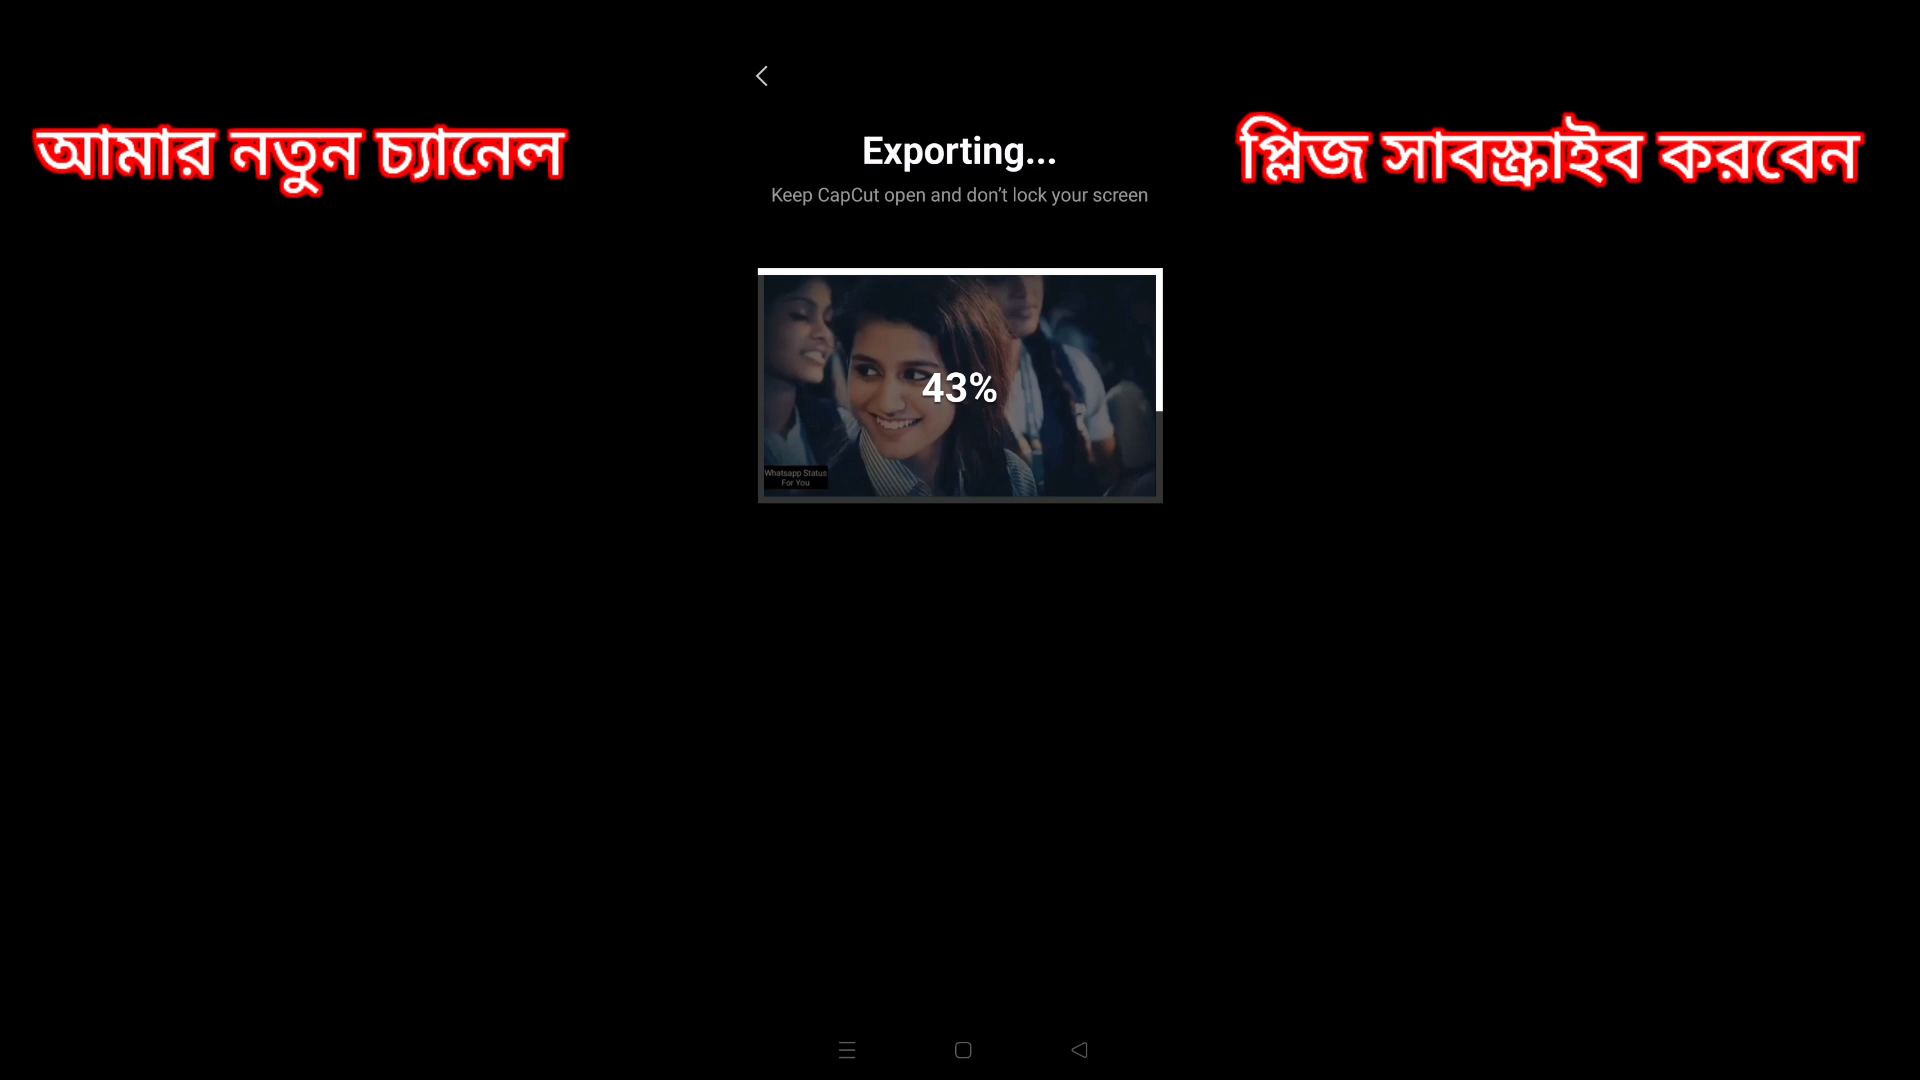 আমার নতুন চ্যানেল
Exporting...
Keep CapCut open and don't lock your screen
প্লিজ সাবস্ক্রাইব করবেন
43%
Whatsapp Status
For You